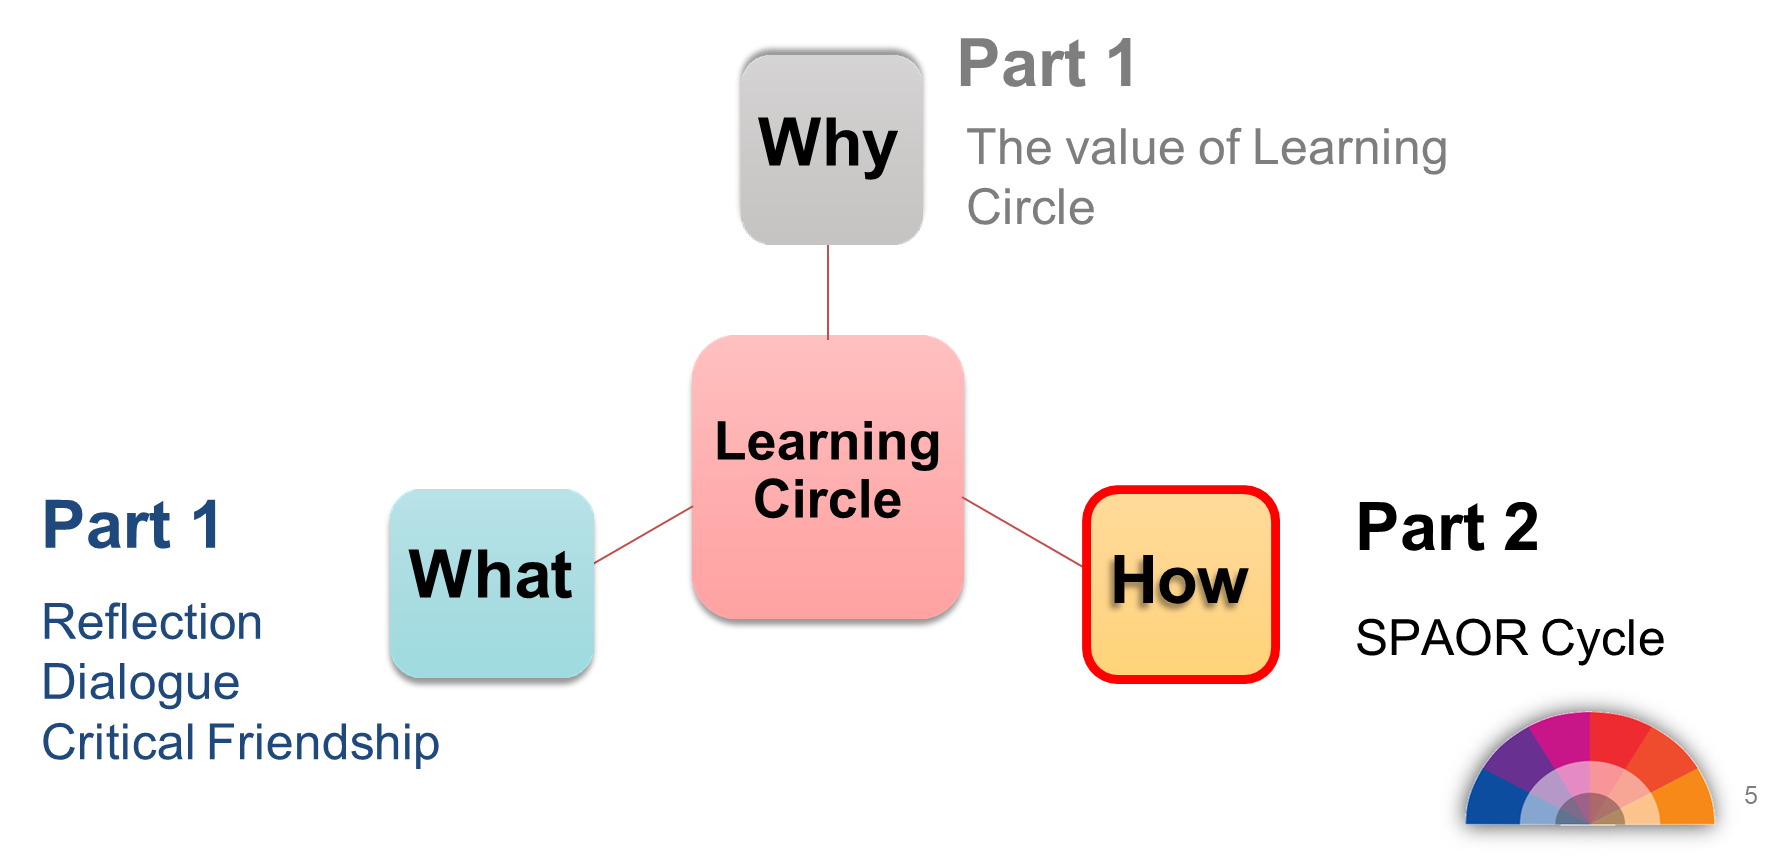 Part 1
Why
The value of Learning
Circle
Learning
Circle
Part 1
What
Reflection
Dialogue
Critical Friendship
How
Part 2
SPAOR Cycle
5